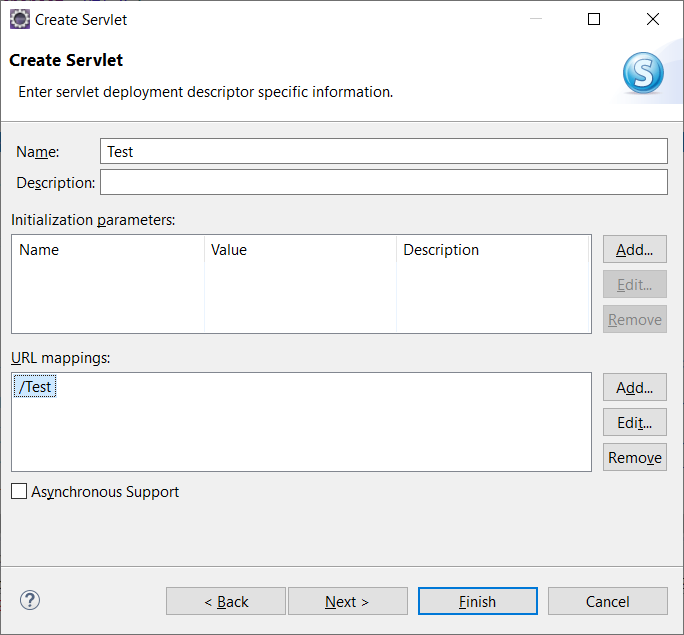 Create Servlet
Create Servlet
Enter servlet deployment descriptor specific information.
S
Name: Test
Description:
Initialization parameters:
Name Value Description
Add...
Edit...
Remove
URL mappings:
/Test
Add...
Edit...
Remove
Asynchronous Support
? < Back Next > Finish Cancel